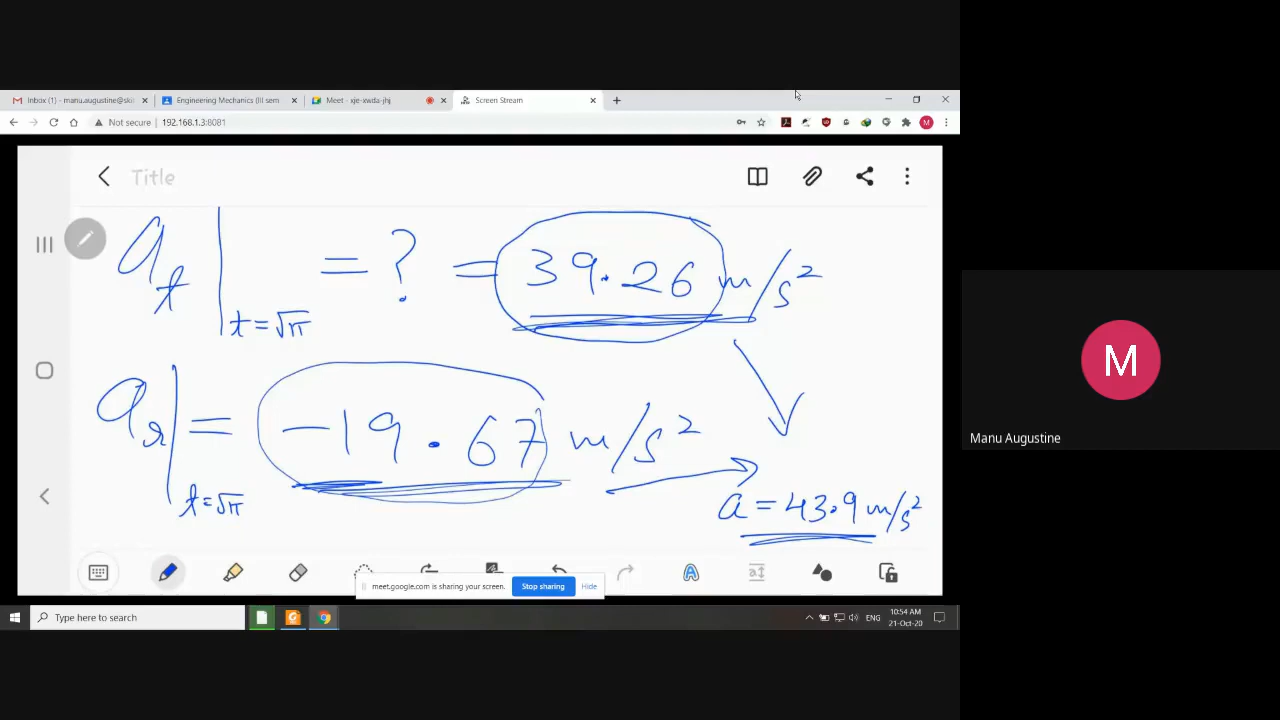 Inbox (1) - manu.augustine@ski
Engineering Mechanics (III sem
Meet - xje-xwda-jhj
Screen Stream
Not secure | 192.168.1.3:8081
Title
a_t | t=√π = ? = 39.26 m/s²
a_r | t=√π = -19.67 m/s²
a = 43.9 m/s²
meet.google.com is sharing your screen. Stop sharing Hide
Type here to search
ENG
10:54 AM
21-Oct-20
M
Manu Augustine